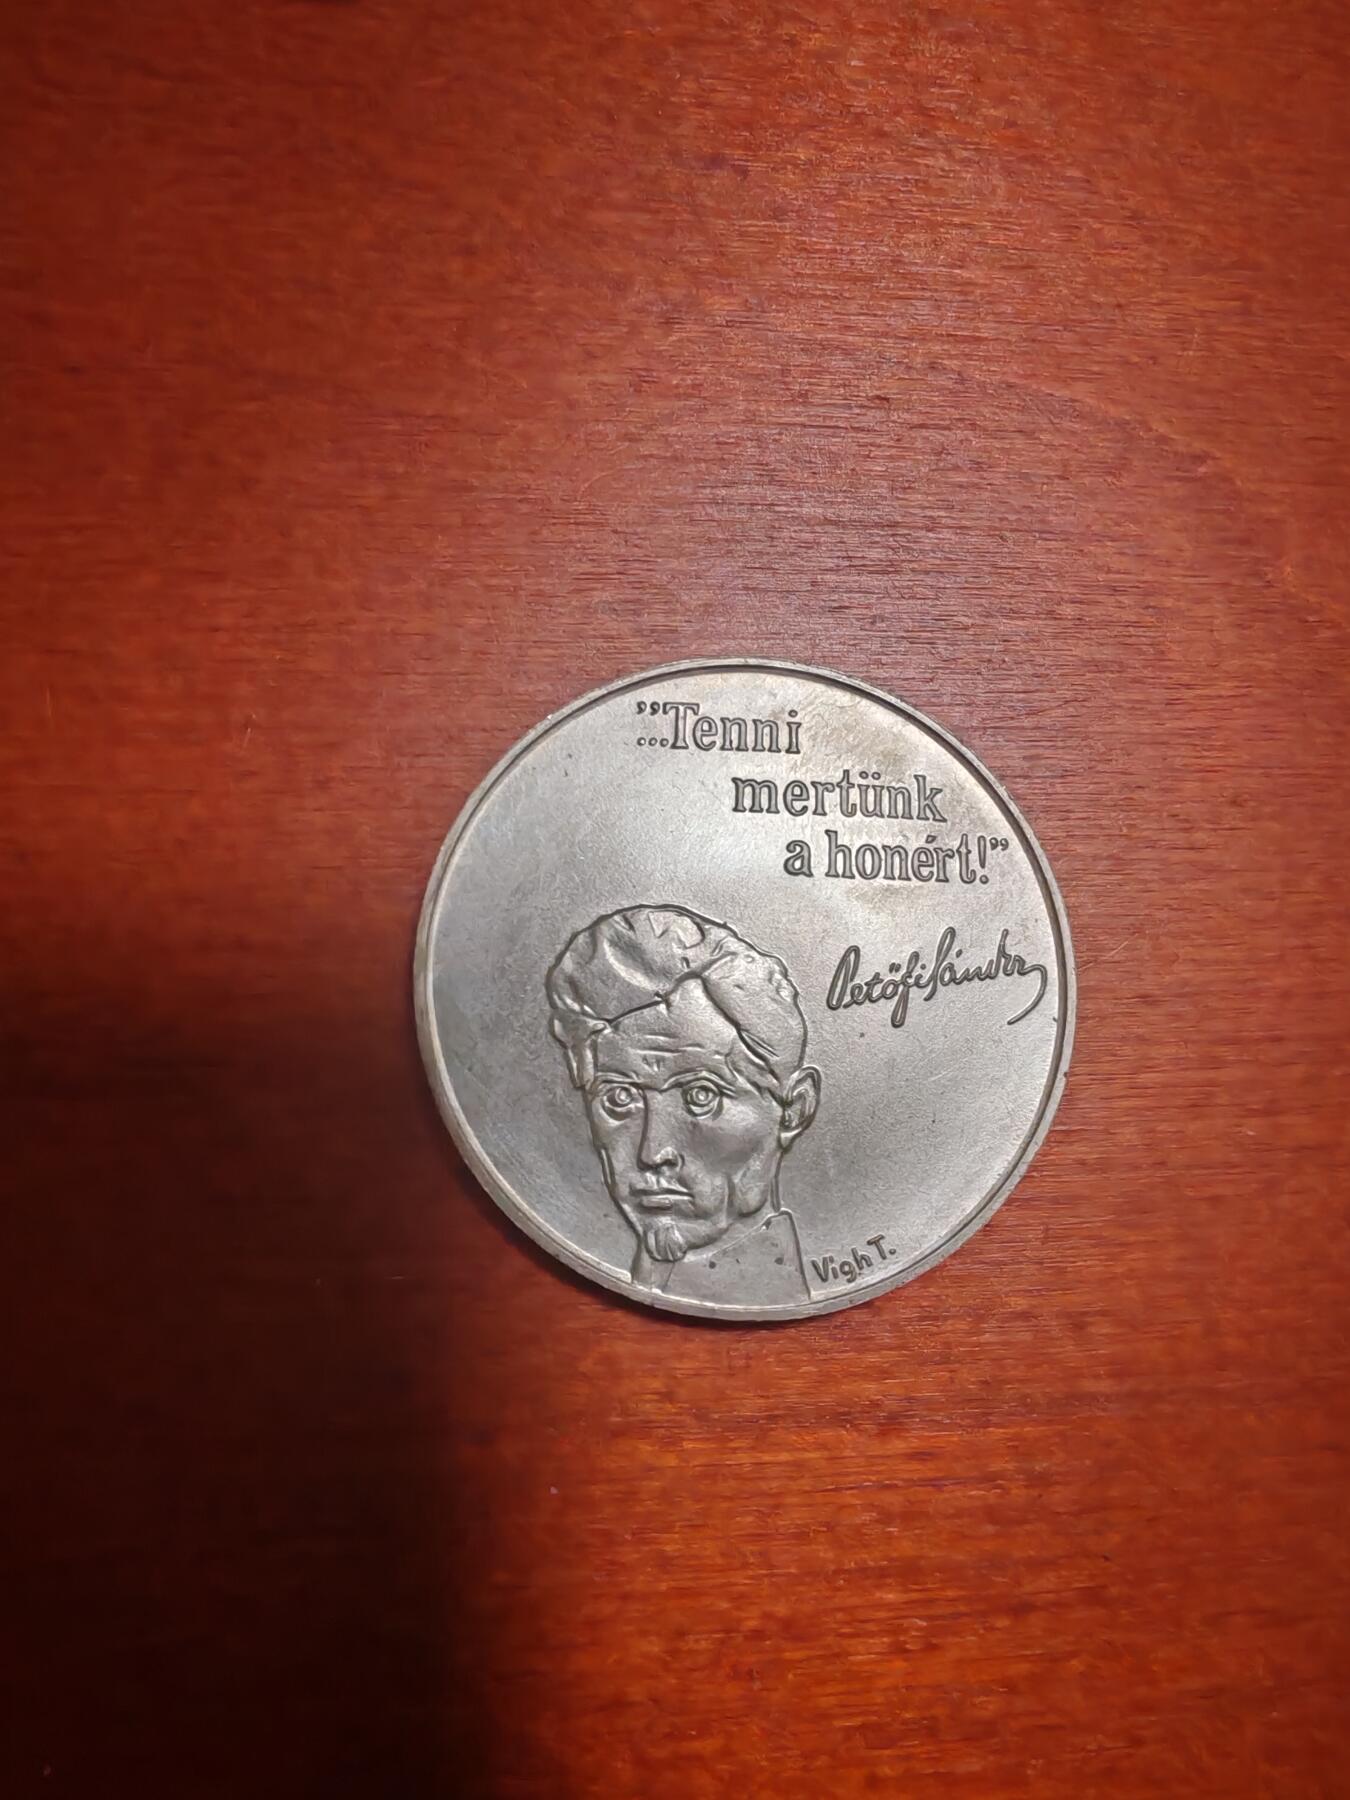 ”...Tenni
mertünk
a honért!”
Petőfi Sándor
Vigh T.